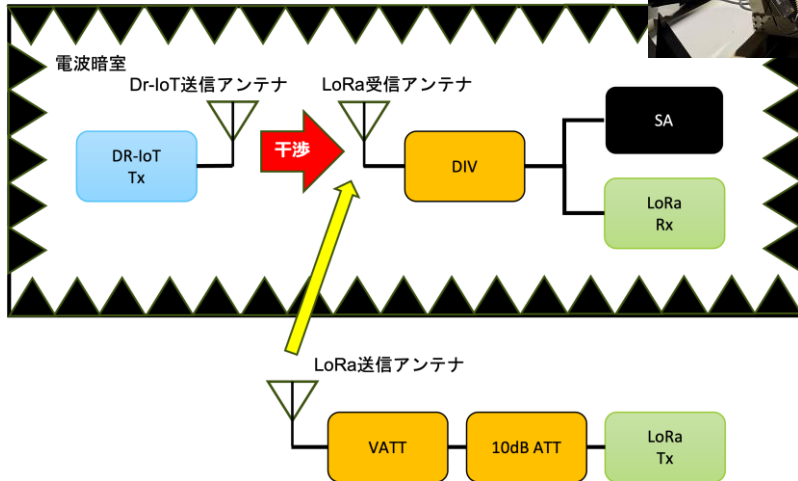 電波暗室
Dr-IoT送信アンテナ
LoRa受信アンテナ
DR-IoT
Tx
干渉
DIV
SA
LoRa
Rx
LoRa送信アンテナ
VATT
10dB ATT
LoRa
Tx